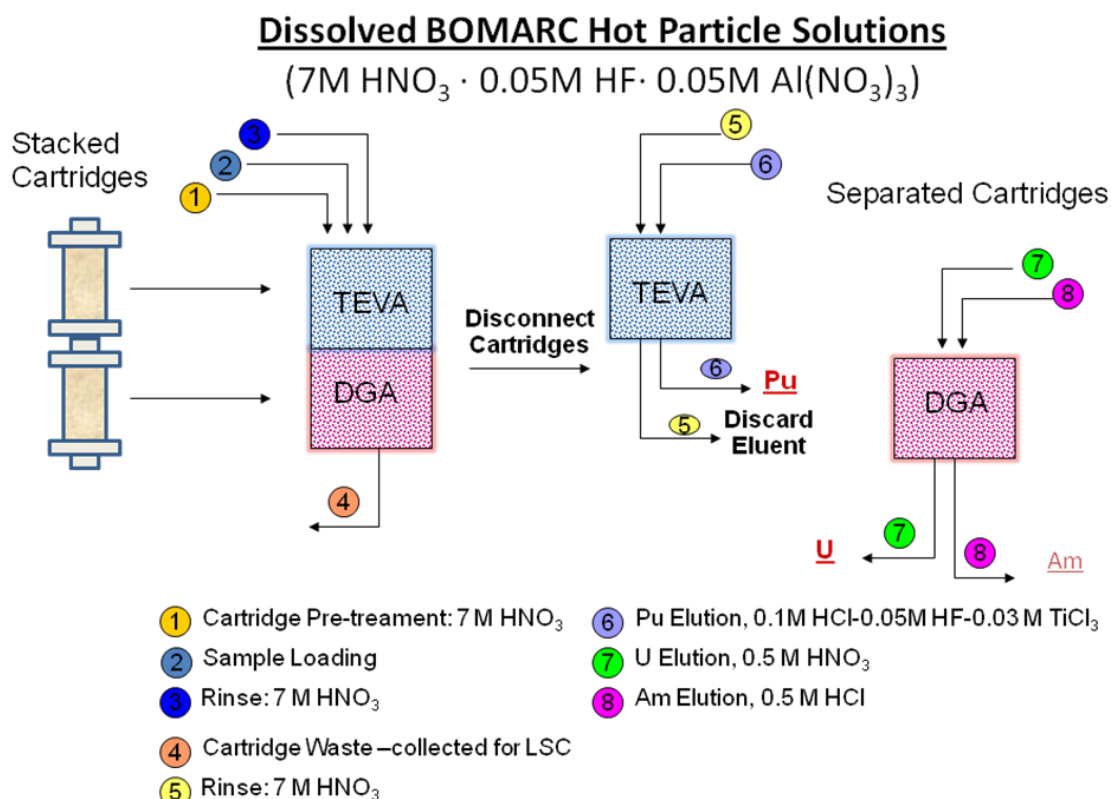 Dissolved BOMARC Hot Particle Solutions
(7M HNO₃ · 0.05M HF· 0.05M Al(NO₃)₃)
Stacked
Cartridges
3
2
1
5
6
Separated Cartridges
7
8
TEVA
DGA
Disconnect
Cartridges
TEVA
DGA
6
Pu
5
Discard
Eluent
4
7
U
8
Am
1 Cartridge Pre-treament: 7 M HNO₃
2 Sample Loading
3 Rinse: 7 M HNO₃
4 Cartridge Waste –collected for LSC
5 Rinse: 7 M HNO₃
6 Pu Elution, 0.1M HCl-0.05M HF-0.03 M TiCl₃
7 U Elution, 0.5 M HNO₃
8 Am Elution, 0.5 M HCl